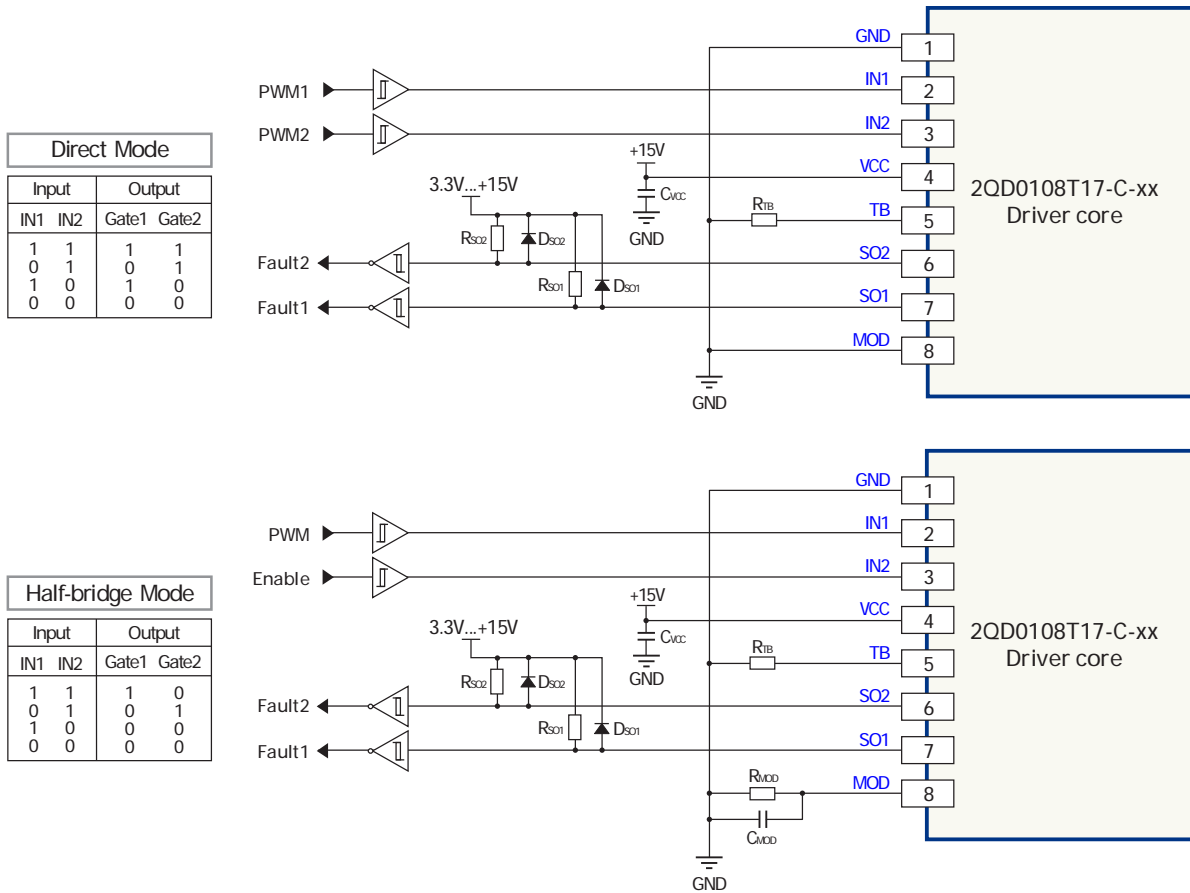 GND
1
IN1
PWM1
2
IN2
PWM2
3
Direct Mode
+15V
VCC
4
2QD0108T17-C-xx
Driver core
Input Output
3.3V...+15V
CVCC
IN1 IN2 Gate1 Gate2
RTB
TB
5
GND
1 1 1 1
0 1 0 1
1 0 1 0
0 0 0 0
RSO2
DSO2
Fault2
SO2
6
RSO1
DSO1
Fault1
SO1
7
MOD
8
GND
GND
1
IN1
PWM
2
IN2
Enable
3
Half-bridge Mode
+15V
VCC
4
2QD0108T17-C-xx
Driver core
Input Output
3.3V...+15V
CVCC
IN1 IN2 Gate1 Gate2
RTB
TB
5
GND
1 1 1 0
0 1 0 1
1 0 0 0
0 0 0 0
RSO2
DSO2
Fault2
SO2
6
RSO1
DSO1
Fault1
SO1
7
RMOD
MOD
8
CMOD
GND